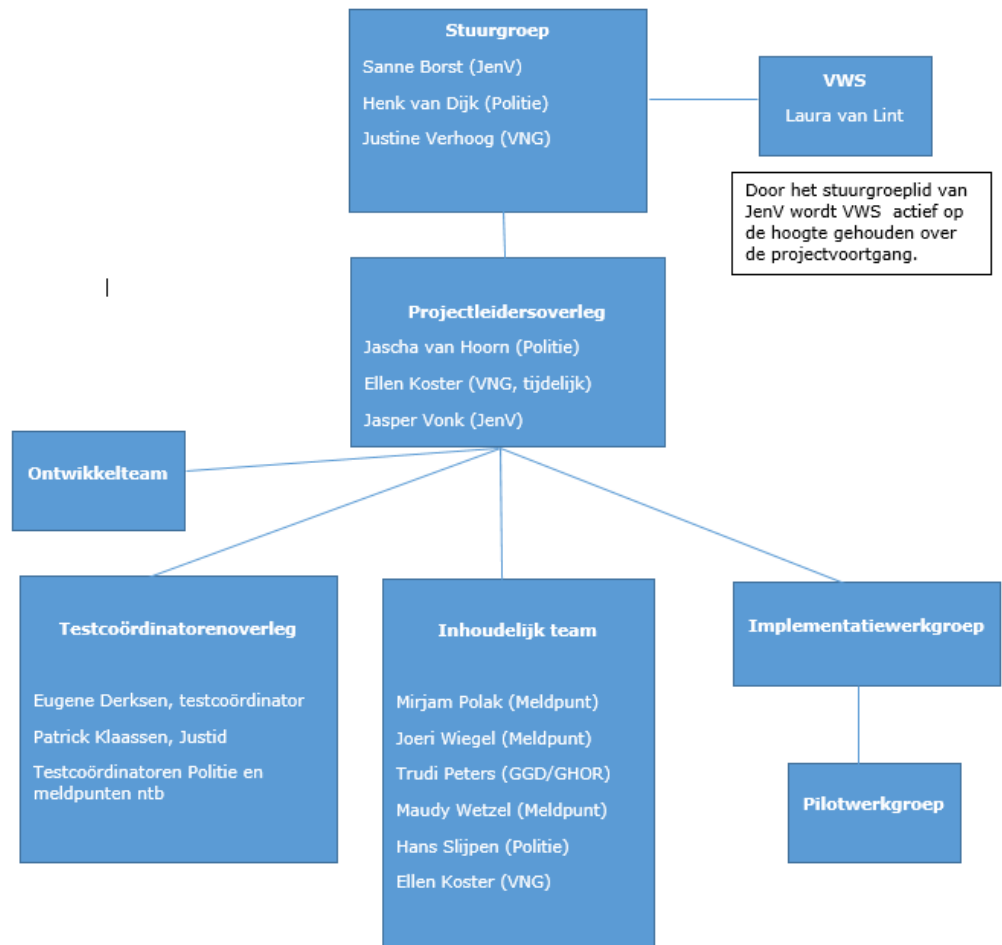 Stuurgroep
Sanne Borst (JenV)
Henk van Dijk (Politie)
Justine Verhoog (VNG)
VWS
Laura van Lint
Door het stuurgroeplid van
JenV wordt VWS actief op
de hoogte gehouden over
de projectvoortgang.
Projectleidersoverleg
Jascha van Hoorn (Politie)
Ellen Koster (VNG, tijdelijk)
Jasper Vonk (JenV)
Ontwikkelteam
Testcoördinatorenoverleg
Eugene Derksen, testcoördinator
Patrick Klaassen, Justid
Testcoördinatoren Politie en
meldpunten ntb
Inhoudelijk team
Mirjam Polak (Meldpunt)
Joeri Wiegel (Meldpunt)
Trudi Peters (GGD/GHOR)
Maudy Wetzel (Meldpunt)
Hans Slijpen (Politie)
Ellen Koster (VNG)
Implementatiewerkgroep
Pilotwerkgroep